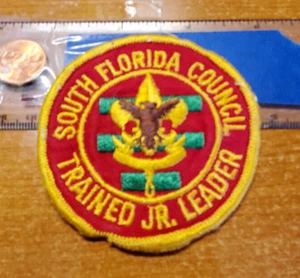 SOUTH FLORIDA COUNCIL
TRAINED JR. LEADER